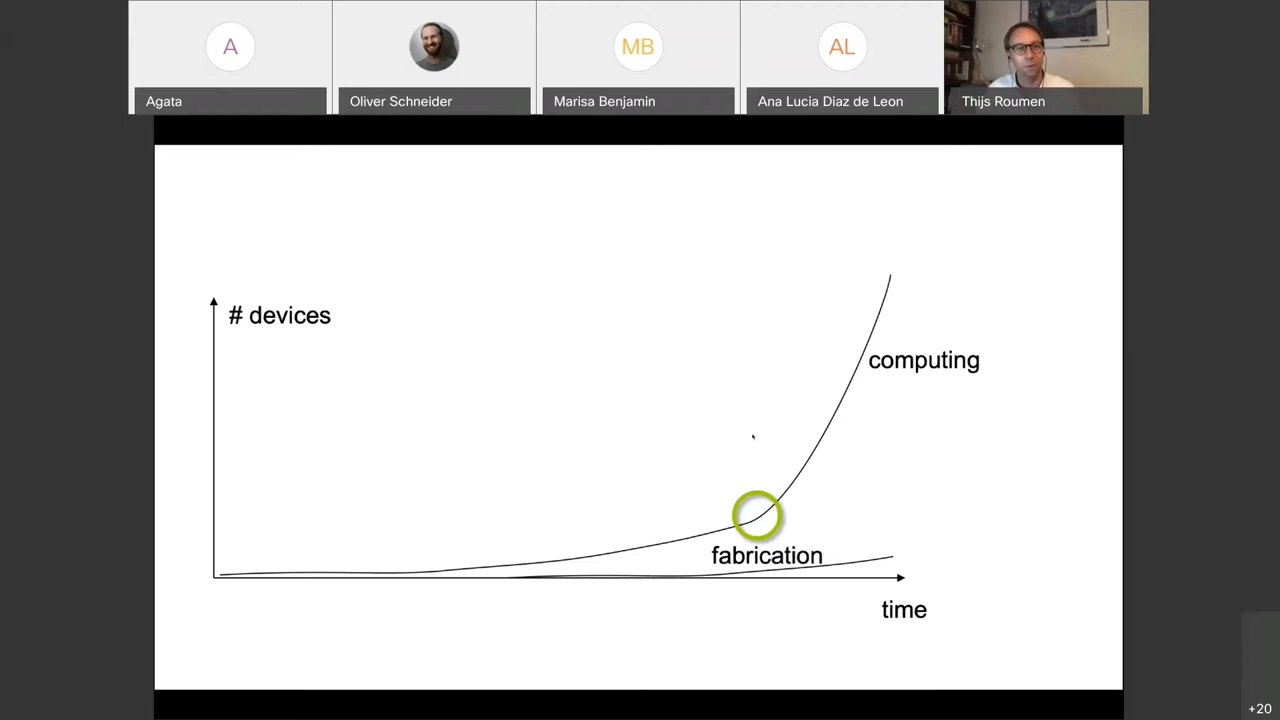 A
MB
AL
Agata
Oliver Schneider
Marisa Benjamin
Ana Lucia Diaz de Leon
Thijs Roumen
# devices
computing
fabrication
time
+20